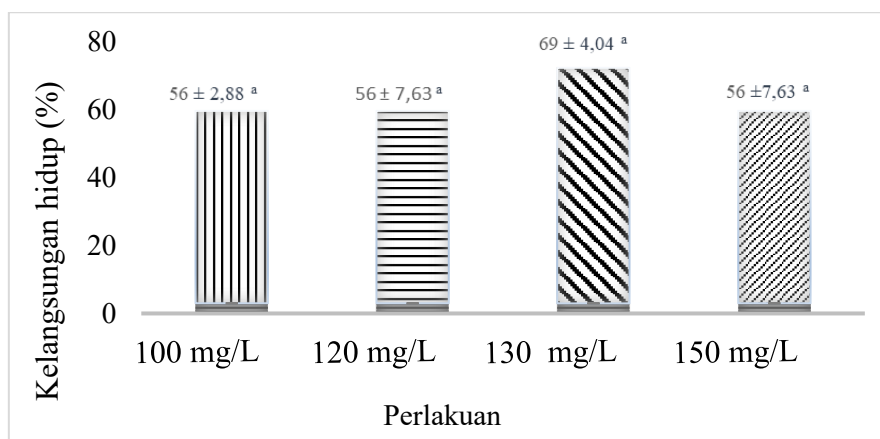 Kelangsungan hidup (%)
80
60
40
20
0
56 ± 2,88 ᵃ
56 ± 7,63 ᵃ
69 ± 4,04 ᵃ
56 ±7,63 ᵃ
100 mg/L
120 mg/L
130 mg/L
150 mg/L
Perlakuan